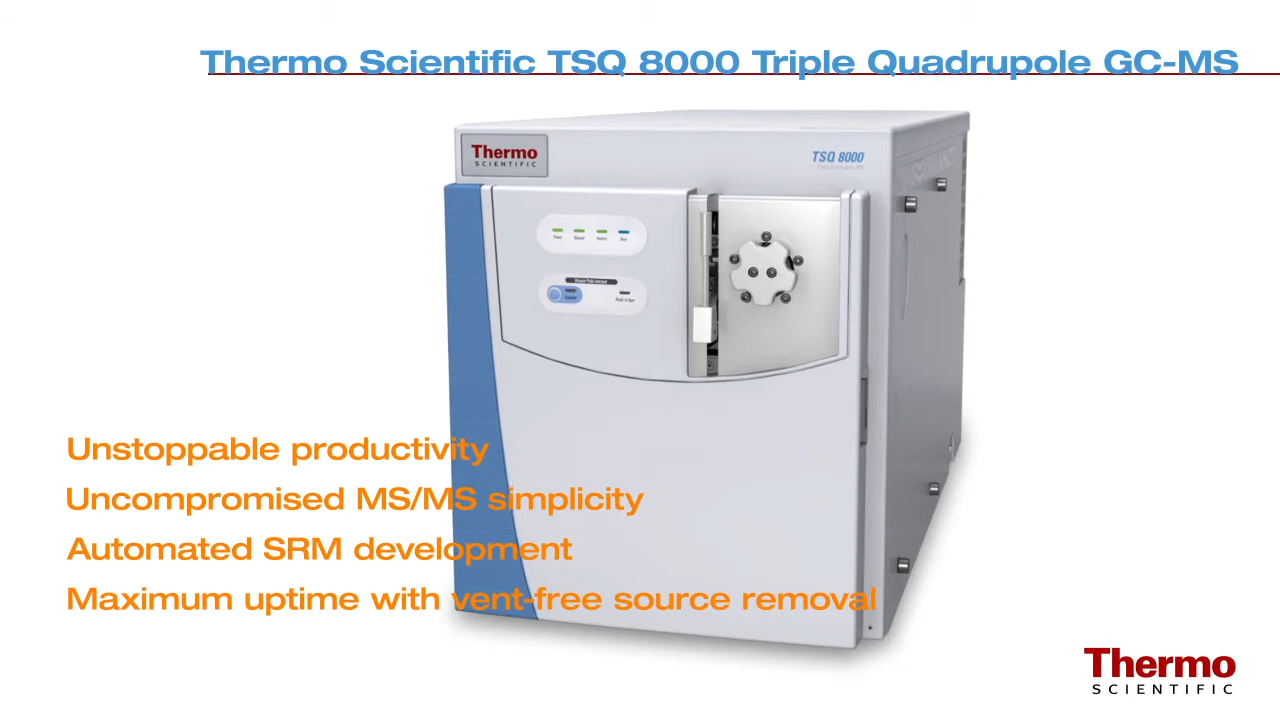 Thermo Scientific TSQ 8000 Triple Quadrupole GC-MS
Thermo
SCIENTIFIC
TSQ 8000
Unstoppable productivity
Uncompromised MS/MS simplicity
Automated SRM development
Maximum uptime with vent-free source removal
Thermo
SCIENTIFIC